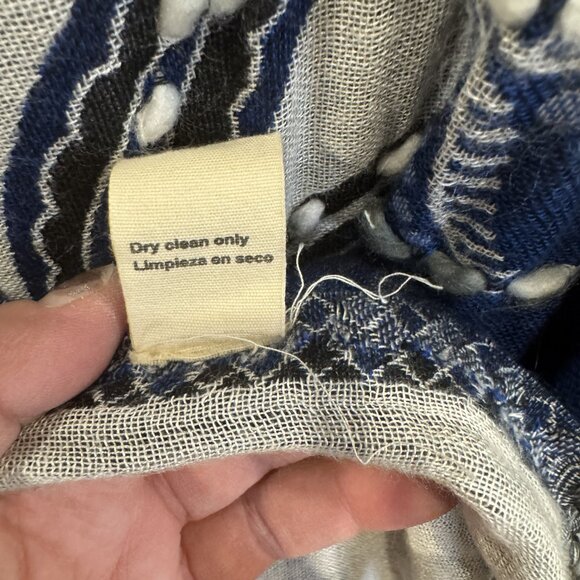 Dry clean only
Limpieza en seco